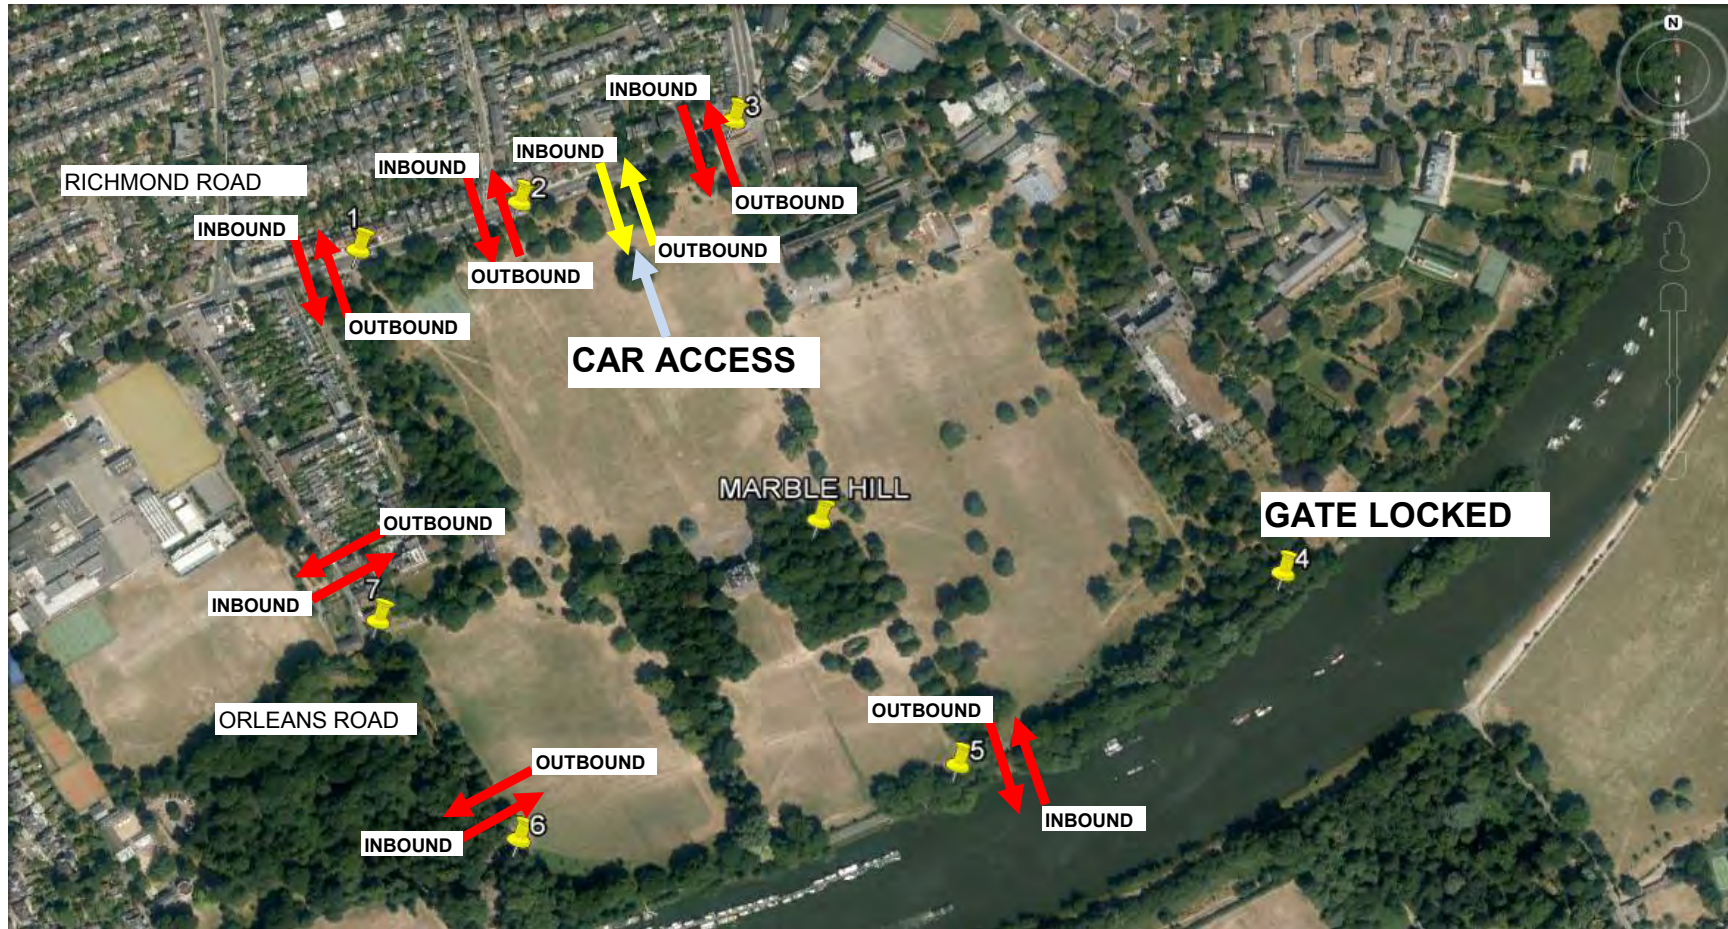 N
INBOUND
3
INBOUND
INBOUND
RICHMOND ROAD
2
OUTBOUND
1
INBOUND
OUTBOUND
OUTBOUND
OUTBOUND
CAR ACCESS
MARBLE HILL
GATE LOCKED
OUTBOUND
4
7
INBOUND
ORLEANS ROAD
OUTBOUND
5
OUTBOUND
INBOUND
6
INBOUND